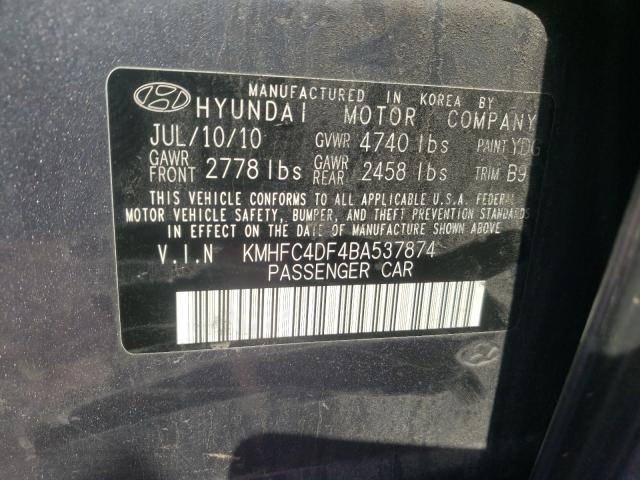 MANUFACTURED IN KOREA BY
HYUNDAI MOTOR COMPANY
JUL/10/10 GVWR 4740 lbs PAINT YDG
GAWR FRONT 2778 lbs GAWR REAR 2458 lbs TRIM B9
THIS VEHICLE CONFORMS TO ALL APPLICABLE U.S.A. FEDERAL
MOTOR VEHICLE SAFETY, BUMPER, AND THEFT PREVENTION STANDARDS
IN EFFECT ON THE DATE OF MANUFACTURE SHOWN ABOVE.
V.I.N KMHFC4DF4BA537874
PASSENGER CAR